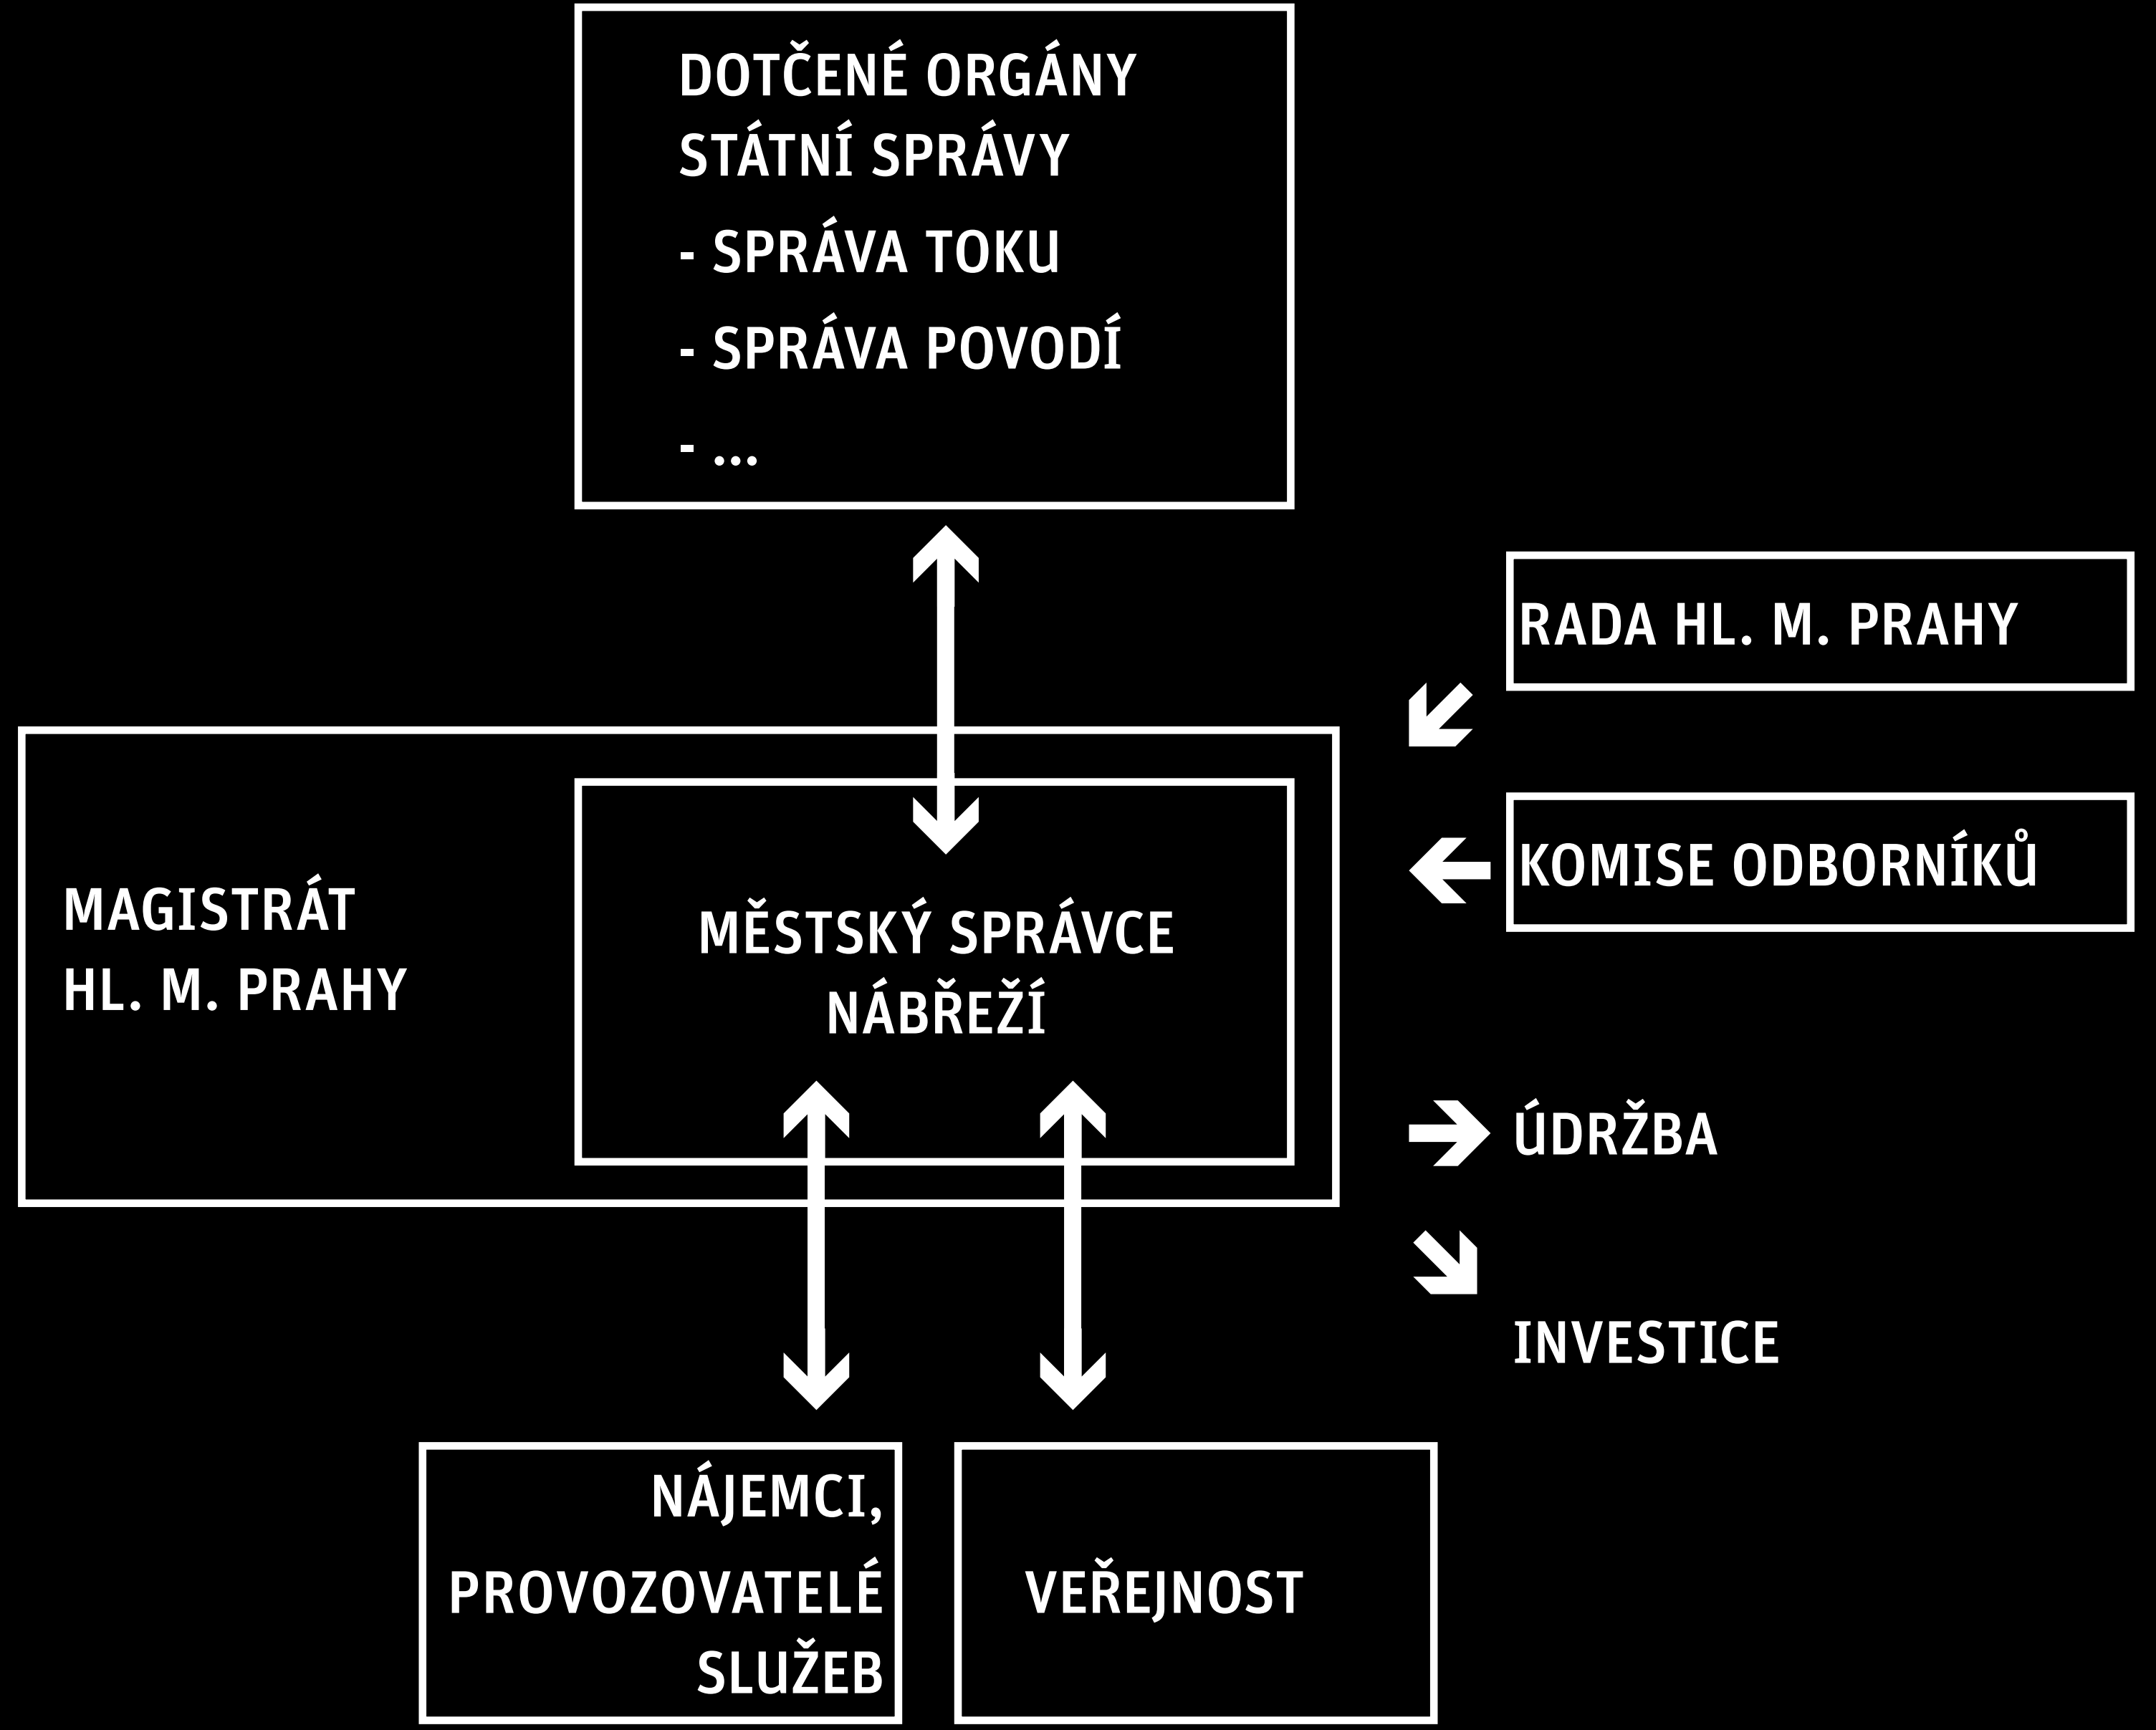 DOTČENÉ ORGÁNY
STÁTNÍ SPRÁVY
- SPRÁVA TOKU
- SPRÁVA POVODÍ
- ...
RADA HL. M. PRAHY
KOMISE ODBORNÍKŮ
MAGISTRÁT
HL. M. PRAHY
MĚSTSKÝ SPRÁVCE
NÁBŘEŽÍ
ÚDRŽBA
INVESTICE
NÁJEMCI,
PROVOZOVATELÉ
SLUŽEB
VEŘEJNOST